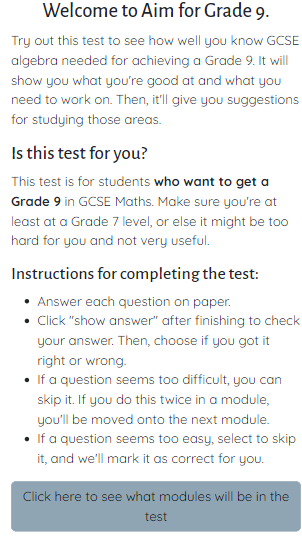 Welcome to Aim for Grade 9.
Try out this test to see how well you know GCSE
algebra needed for achieving a Grade 9. It will
show you what you're good at and what you
need to work on. Then, it'll give you suggestions
for studying those areas.
Is this test for you?
This test is for students who want to get a
Grade 9 in GCSE Maths. Make sure you're at
least at a Grade 7 level, or else it might be too
hard for you and not very useful.
Instructions for completing the test:
• Answer each question on paper.
• Click "show answer" after finishing to check
your answer. Then, choose if you got it
right or wrong.
• If a question seems too difficult, you can
skip it. If you do this twice in a module,
you'll be moved onto the next module.
• If a question seems too easy, select to skip
it, and we'll mark it as correct for you.
Click here to see what modules will be in the
test